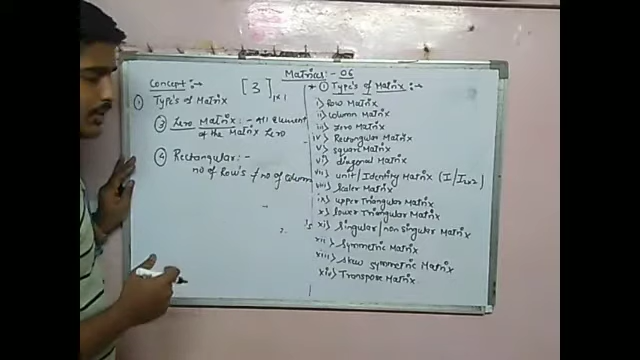 Matrices:- 06
Concept:→
① Type's of Matrix
[3] 1×1
③ Zero Matrix:- All Element
of the Matrix Zero
④ Rectangular:-
no of Row's ≠ no of Column
① Type's of Matrix:→
i) Row Matrix
ii) Column Matrix
iii) Zero Matrix
iv) Rectangular Matrix
v) square Matrix
vi) diagonal Matrix
vii) unit/Identity Matrix (I/I2×2)
viii) Scaler Matrix
ix) upper Triangular Matrix
x) lower Triangular Matrix
xi) Singular/non singular Matrix
xii) Symmetric Matrix
xiii) Skew symmetric Matrix
xiv) Transpose Matrix